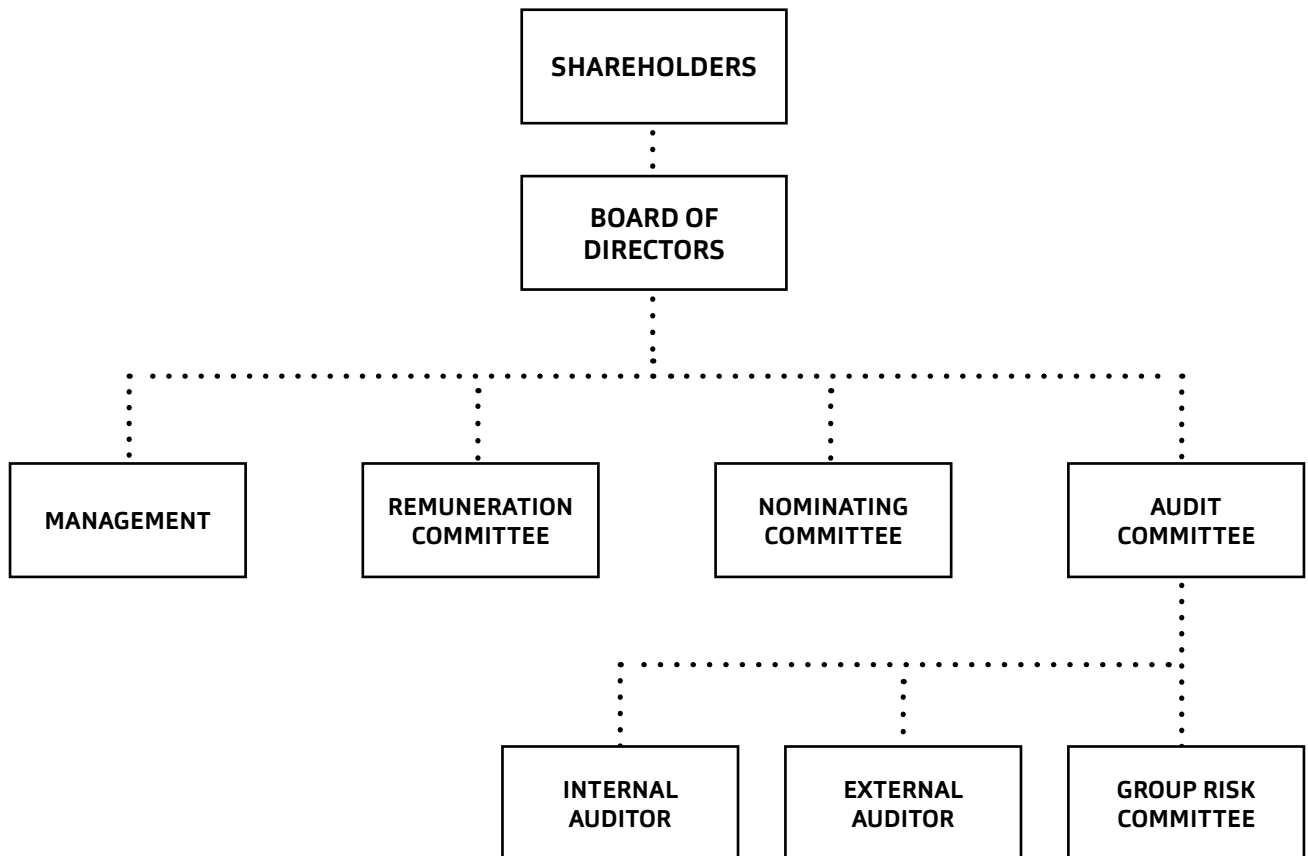 SHAREHOLDERS
BOARD OF
DIRECTORS
MANAGEMENT
REMUNERATION
COMMITTEE
NOMINATING
COMMITTEE
AUDIT
COMMITTEE
INTERNAL
AUDITOR
EXTERNAL
AUDITOR
GROUP RISK
COMMITTEE